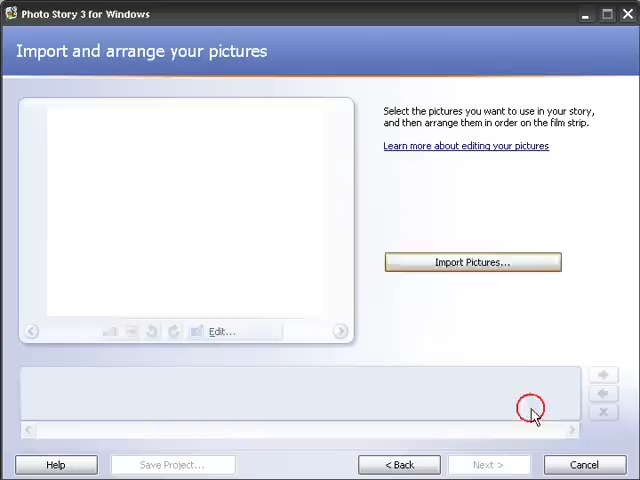 Photo Story 3 for Windows
Import and arrange your pictures
Select the pictures you want to use in your story,
and then arrange them in order on the film strip.
Learn more about editing your pictures
Import Pictures...
Edit...
Help
Save Project...
< Back
Next >
Cancel